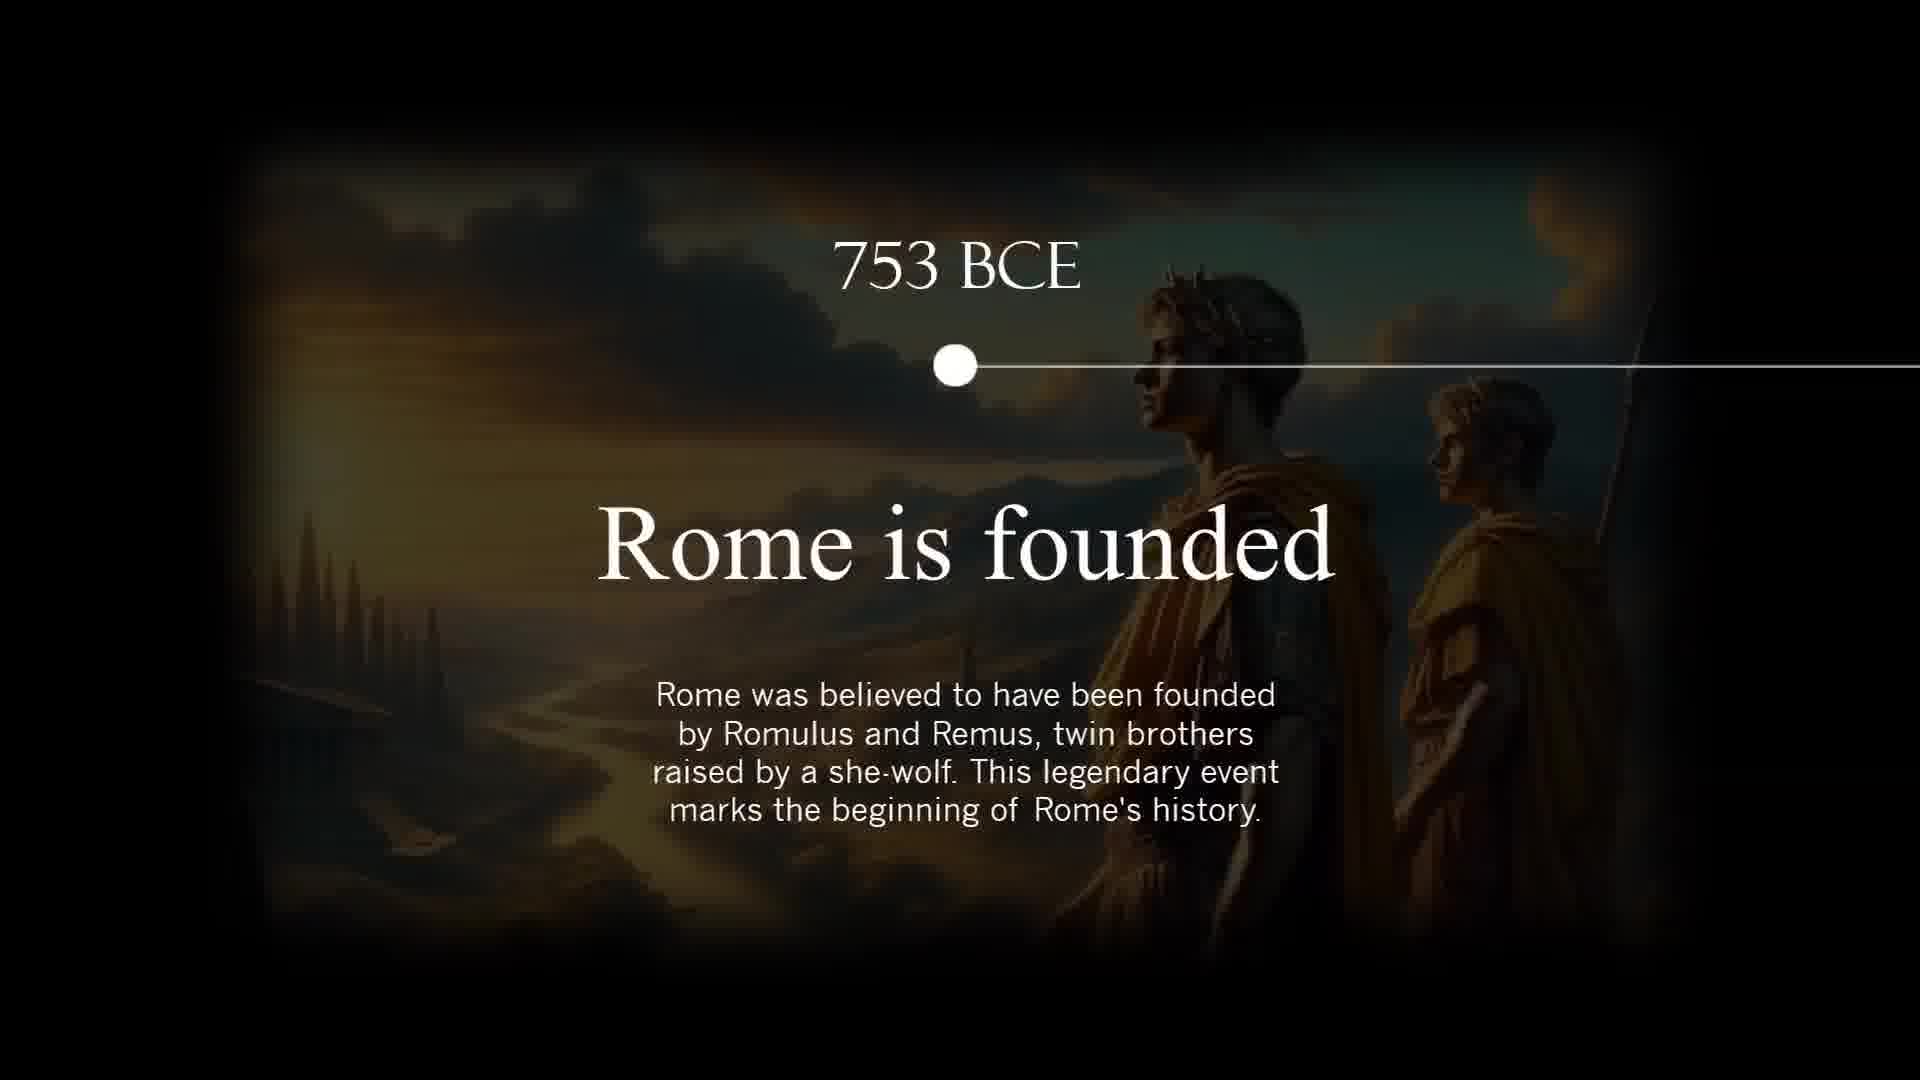 753 BCE
Rome is founded
Rome was believed to have been founded
by Romulus and Remus, twin brothers
raised by a she-wolf. This legendary event
marks the beginning of Rome's history.